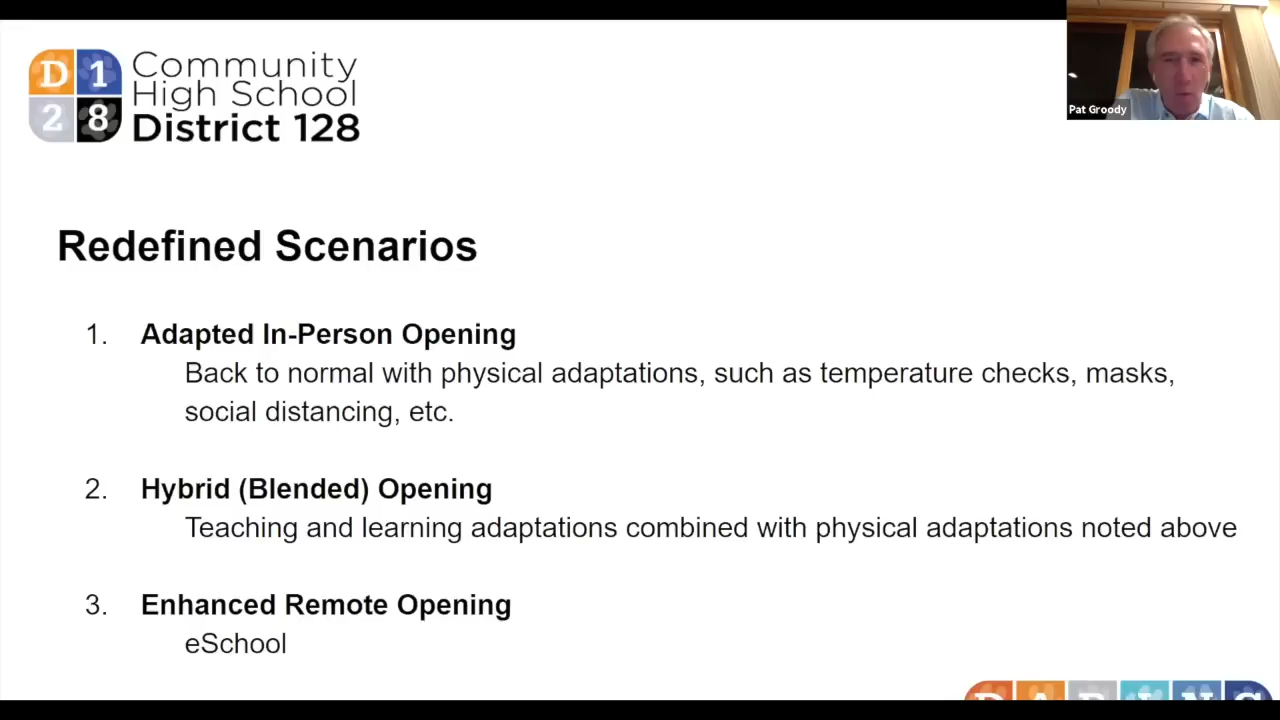 D 1
28
Community
High School
District 128
Pat Groody
Redefined Scenarios
1. Adapted In-Person Opening
Back to normal with physical adaptations, such as temperature checks, masks,
social distancing, etc.
2. Hybrid (Blended) Opening
Teaching and learning adaptations combined with physical adaptations noted above
3. Enhanced Remote Opening
eSchool